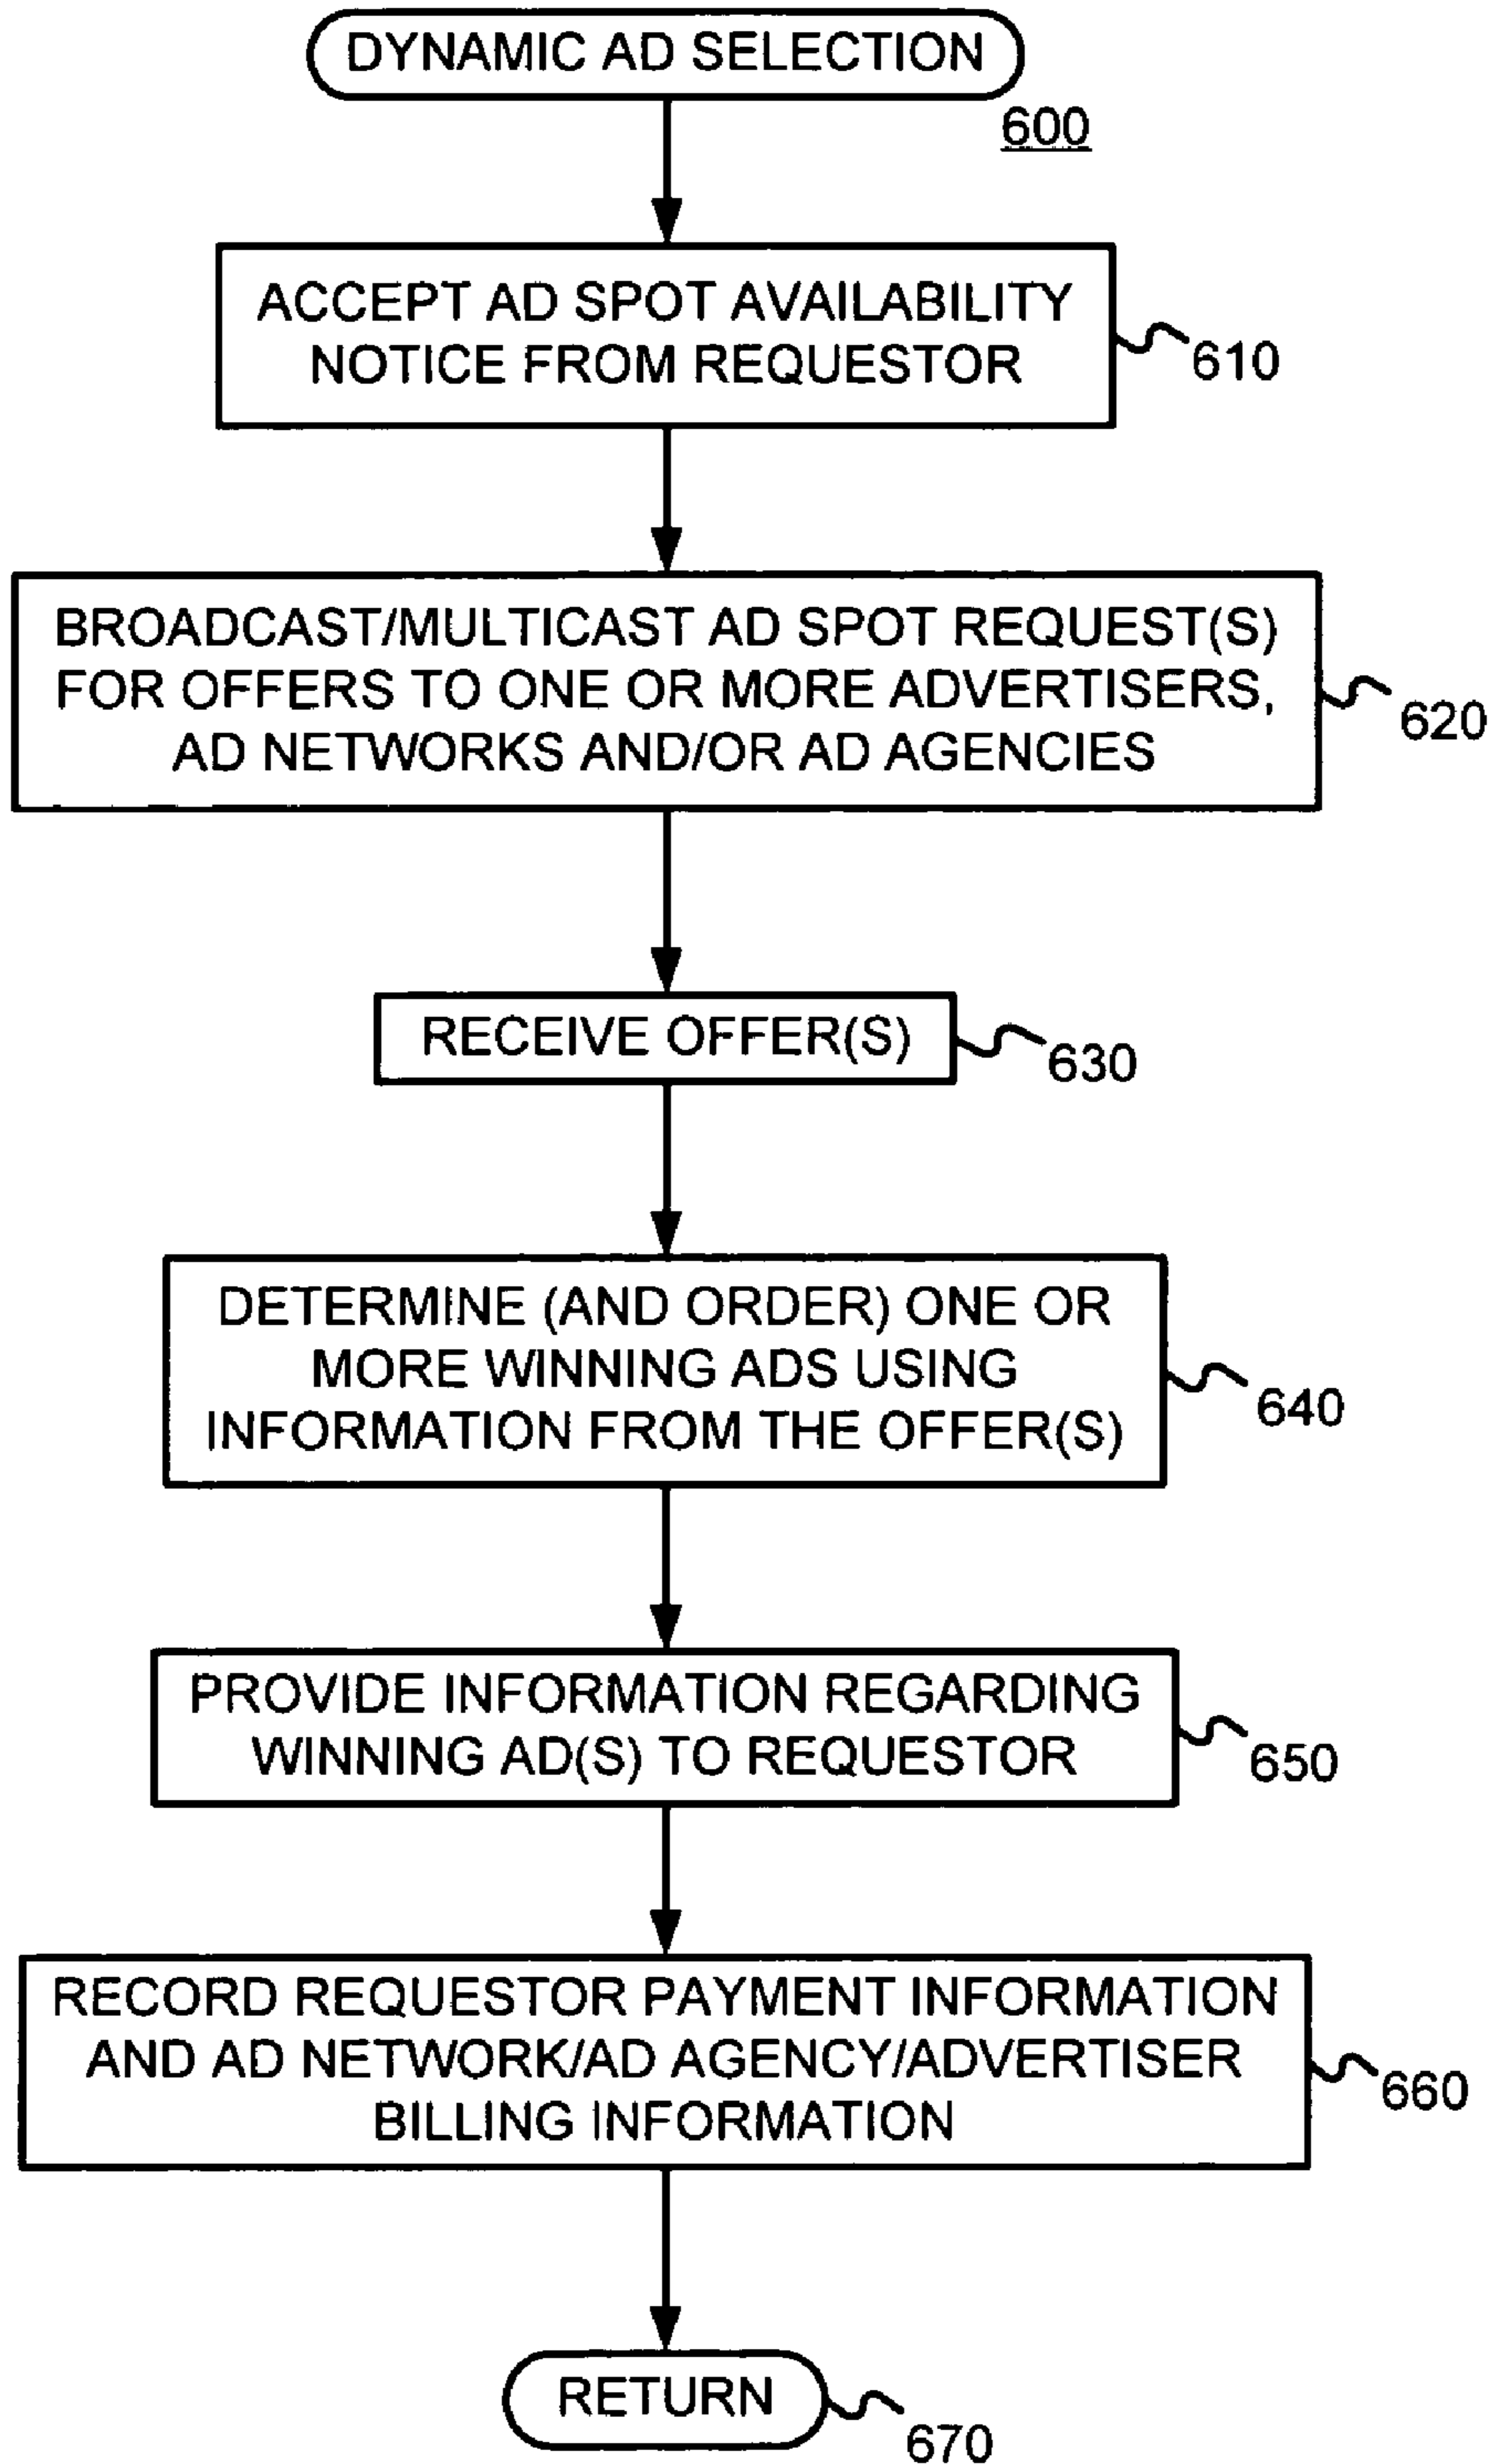 DYNAMIC AD SELECTION
600
ACCEPT AD SPOT AVAILABILITY
NOTICE FROM REQUESTOR
610
BROADCAST/MULTICAST AD SPOT REQUEST(S)
FOR OFFERS TO ONE OR MORE ADVERTISERS,
AD NETWORKS AND/OR AD AGENCIES
620
RECEIVE OFFER(S)
630
DETERMINE (AND ORDER) ONE OR
MORE WINNING ADS USING
INFORMATION FROM THE OFFER(S)
640
PROVIDE INFORMATION REGARDING
WINNING AD(S) TO REQUESTOR
650
RECORD REQUESTOR PAYMENT INFORMATION
AND AD NETWORK/AD AGENCY/ADVERTISER
BILLING INFORMATION
660
RETURN
670